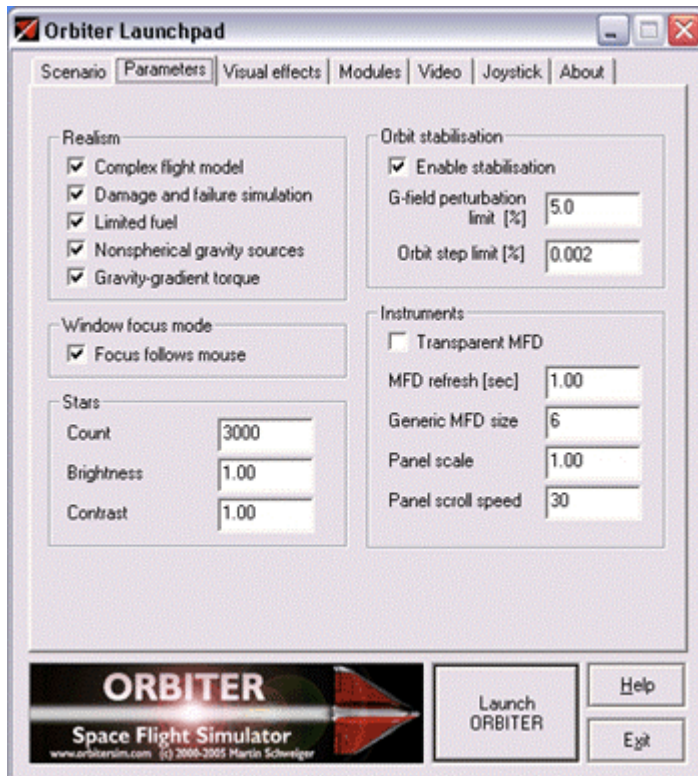 Orbiter Launchpad
Scenario Parameters Visual effects Modules Video Joystick About
Realism
Complex flight model
Damage and failure simulation
Limited fuel
Nonspherical gravity sources
Gravity-gradient torque
Window focus mode
Focus follows mouse
Stars
Count 3000
Brightness 1.00
Contrast 1.00
Orbit stabilisation
Enable stabilisation
G-field perturbation
limit [%] 5.0
Orbit step limit [%] 0.002
Instruments
Transparent MFD
MFD refresh [sec] 1.00
Generic MFD size 6
Panel scale 1.00
Panel scroll speed 30
ORBITER
Space Flight Simulator
www.orbitersim.com (c) 2000-2005 Martin Schweiger
Launch
ORBITER
Help
Exit